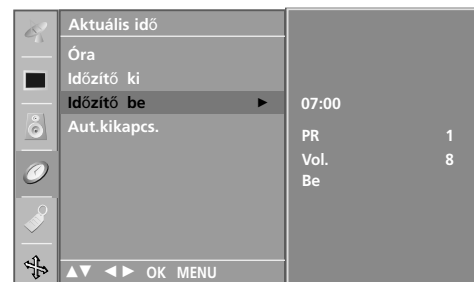 Aktuális idő
Óra
Időzítő ki
Időzítő be ►
Aut.kikapcs.
▲▼ ◄► OK MENU
07:00
PR 1
Vol. 8
Be